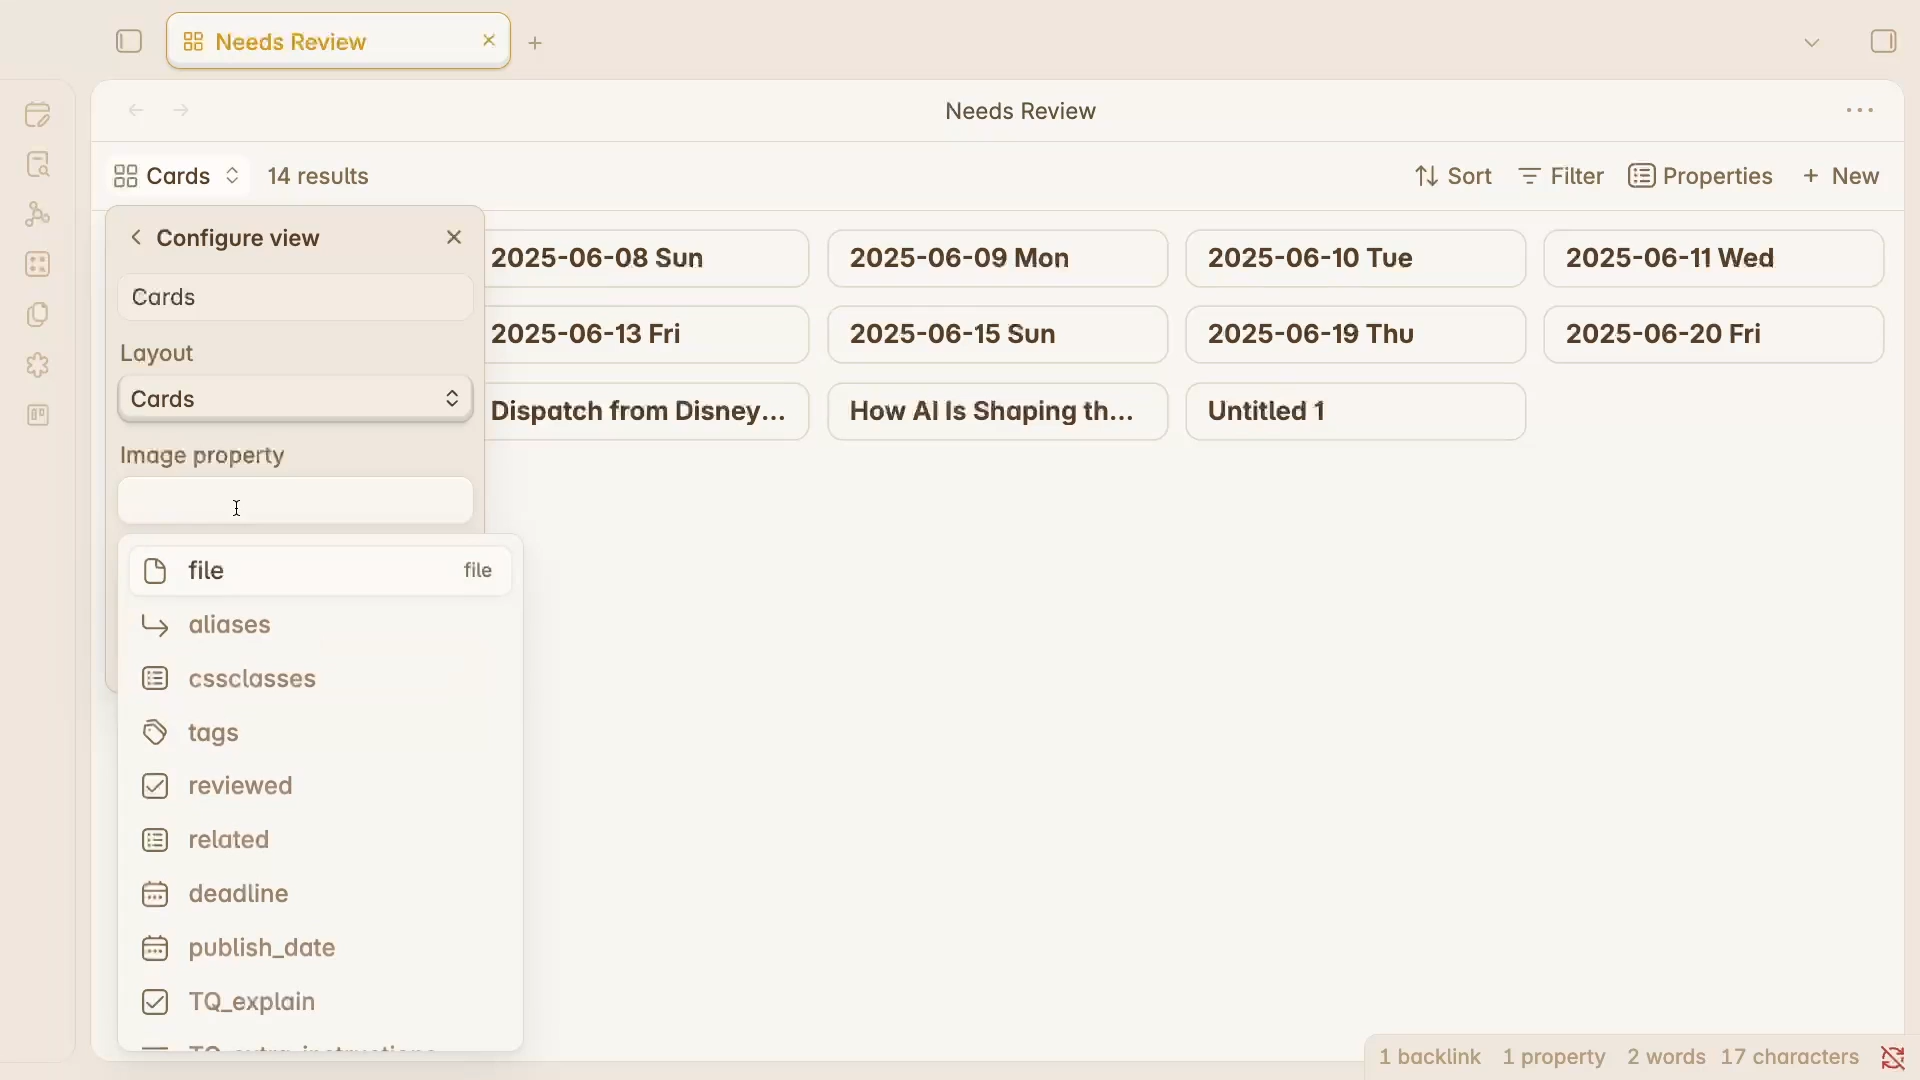 Needs Review
Needs Review
Cards
14 results
Sort
Filter
Properties
New
Configure view
Cards
Layout
Cards
Image property
file file
aliases
cssclasses
tags
reviewed
related
deadline
publish_date
TQ_explain
TQ_extra_instructions
2025-06-08 Sun
2025-06-09 Mon
2025-06-10 Tue
2025-06-11 Wed
2025-06-13 Fri
2025-06-15 Sun
2025-06-19 Thu
2025-06-20 Fri
Dispatch from Disney...
How AI Is Shaping th...
Untitled 1
1 backlink 1 property 2 words 17 characters